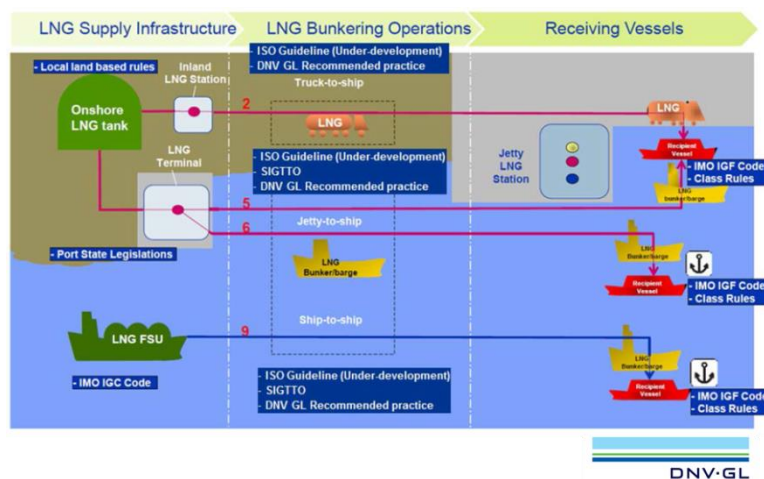 LNG Supply Infrastructure
LNG Bunkering Operations
Receiving Vessels
- Local land based rules
Inland
LNG Station
Onshore
LNG tank
LNG
Terminal
- Port State Legislations
LNG FSU
- IMO IGC Code
- ISO Guideline (Under-development)
- DNV GL Recommended practice
Truck-to-ship
2
LNG
- ISO Guideline (Under-development)
- SIGTTO
- DNV GL Recommended practice
5
Jetty-to-ship
6
LNG
Bunker/barge
Ship-to-ship
9
- ISO Guideline (Under-development)
- SIGTTO
- DNV GL Recommended practice
Jetty
LNG
Station
LNG
Recipient
Vessel
- IMO IGF Code
- Class Rules
LNG
bunker/barge
LNG
Bunker/barge
Recipient
Vessel
- IMO IGF Code
- Class Rules
LNG
Bunker/barge
Recipient
Vessel
- IMO IGF Code
- Class Rules
DNV·GL